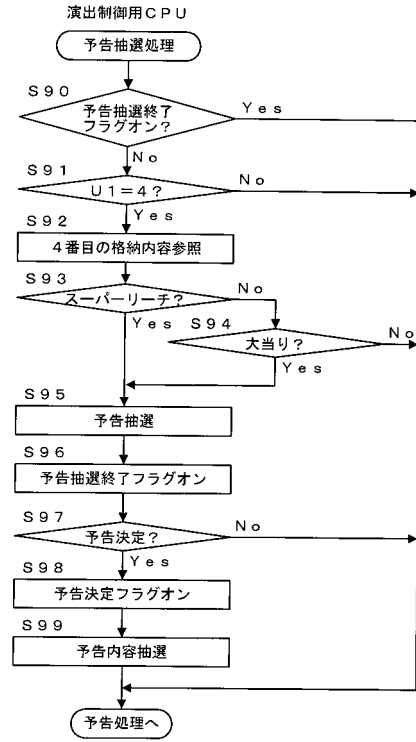 演出制御用CPU
予告抽選処理
S90
予告抽選終了
フラグオン?
Yes
No
S91
U1=4?
No
Yes
S92
4番目の格納内容参照
S93
スーパーリーチ?
No
Yes
S94
大当り?
No
Yes
S95
予告抽選
S96
予告抽選終了フラグオン
S97
予告決定?
No
Yes
S98
予告決定フラグオン
S99
予告内容抽選
予告処理へ